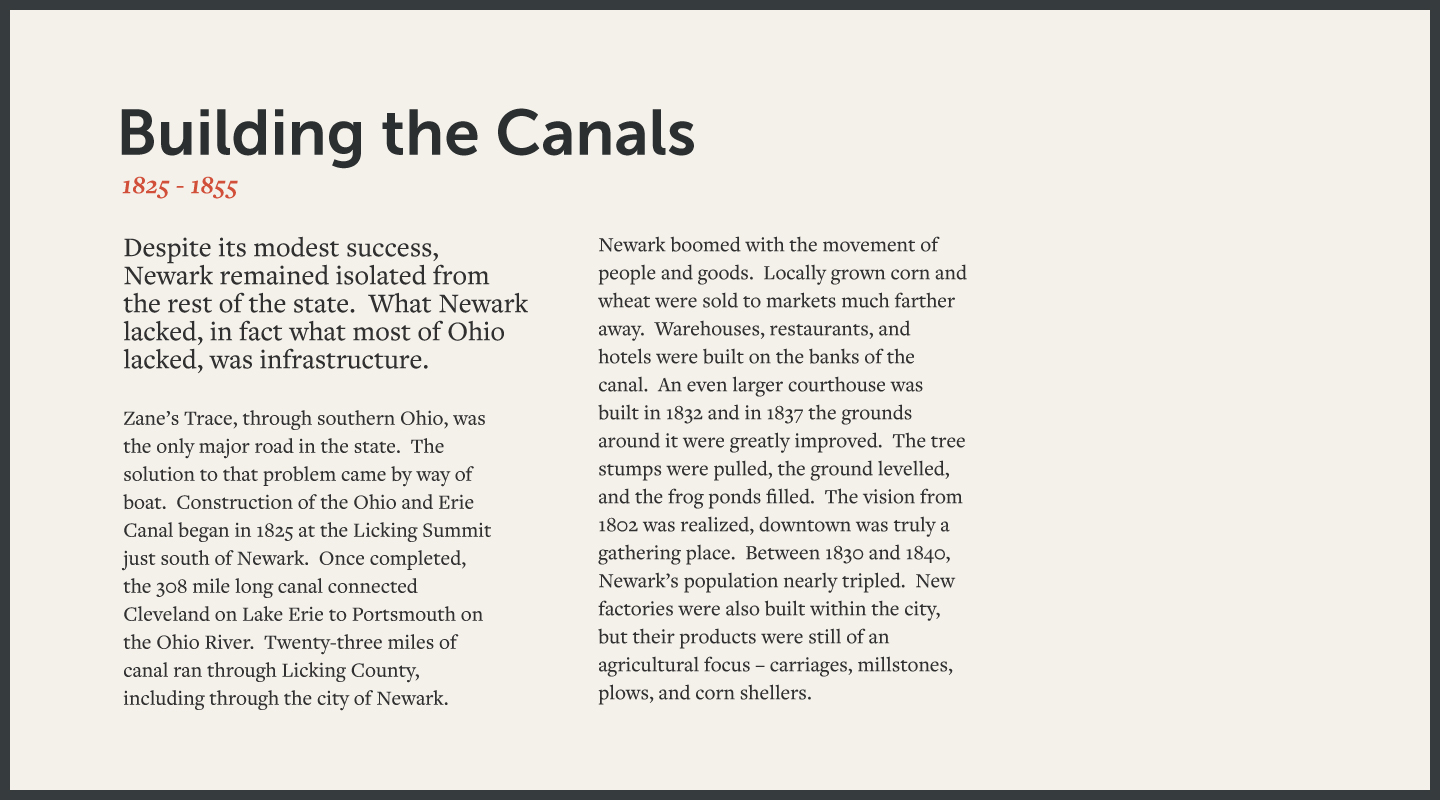 Building the Canals
1825 - 1855
Despite its modest success,
Newark remained isolated from
the rest of the state.  What Newark
lacked, in fact what most of Ohio
lacked, was infrastructure.
Zane’s Trace, through southern Ohio, was
the only major road in the state.  The
solution to that problem came by way of
boat.  Construction of the Ohio and Erie
Canal began in 1825 at the Licking Summit
just south of Newark.  Once completed,
the 308 mile long canal connected
Cleveland on Lake Erie to Portsmouth on
the Ohio River.  Twenty-three miles of
canal ran through Licking County,
including through the city of Newark.
Newark boomed with the movement of
people and goods.  Locally grown corn and
wheat were sold to markets much farther
away.  Warehouses, restaurants, and
hotels were built on the banks of the
canal.  An even larger courthouse was
built in 1832 and in 1837 the grounds
around it were greatly improved.  The tree
stumps were pulled, the ground levelled,
and the frog ponds filled.  The vision from
1802 was realized, downtown was truly a
gathering place.  Between 1830 and 1840,
Newark’s population nearly tripled.  New
factories were also built within the city,
but their products were still of an
agricultural focus – carriages, millstones,
plows, and corn shellers.